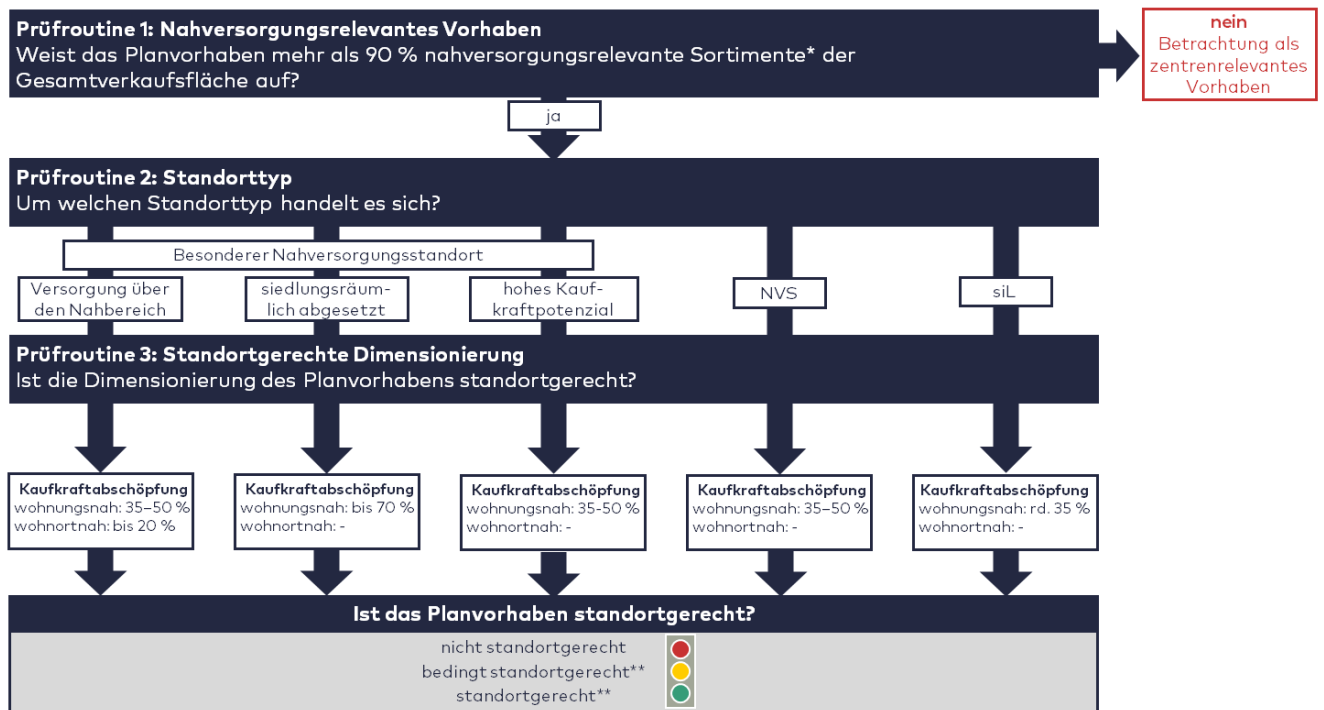 Prüfroutine 1: Nahversorgungsrelevantes Vorhaben
Weist das Planvorhaben mehr als 90 % nahversorgungsrelevante Sortimente* der
Gesamtverkaufsfläche auf?
nein
Betrachtung als
zentrenrelevantes
Vorhaben
ja
Prüfroutine 2: Standorttyp
Um welchen Standorttyp handelt es sich?
Besonderer Nahversorgungsstandort
Versorgung über
den Nahbereich
siedlungsräum-
lich abgesetzt
hohes Kauf-
kraftpotenzial
NVS
siL
Prüfroutine 3: Standortgerechte Dimensionierung
Ist die Dimensionierung des Planvorhabens standortgerecht?
Kaufkraftabschöpfung
wohnungsnah: 35–50 %
wohnortnah: bis 20 %
Kaufkraftabschöpfung
wohnungsnah: bis 70 %
wohnortnah: -
Kaufkraftabschöpfung
wohnungsnah: 35-50 %
wohnortnah: -
Kaufkraftabschöpfung
wohnungsnah: 35–50 %
wohnortnah: -
Kaufkraftabschöpfung
wohnungsnah: rd. 35 %
wohnortnah: -
Ist das Planvorhaben standortgerecht?
nicht standortgerecht
bedingt standortgerecht**
standortgerecht**